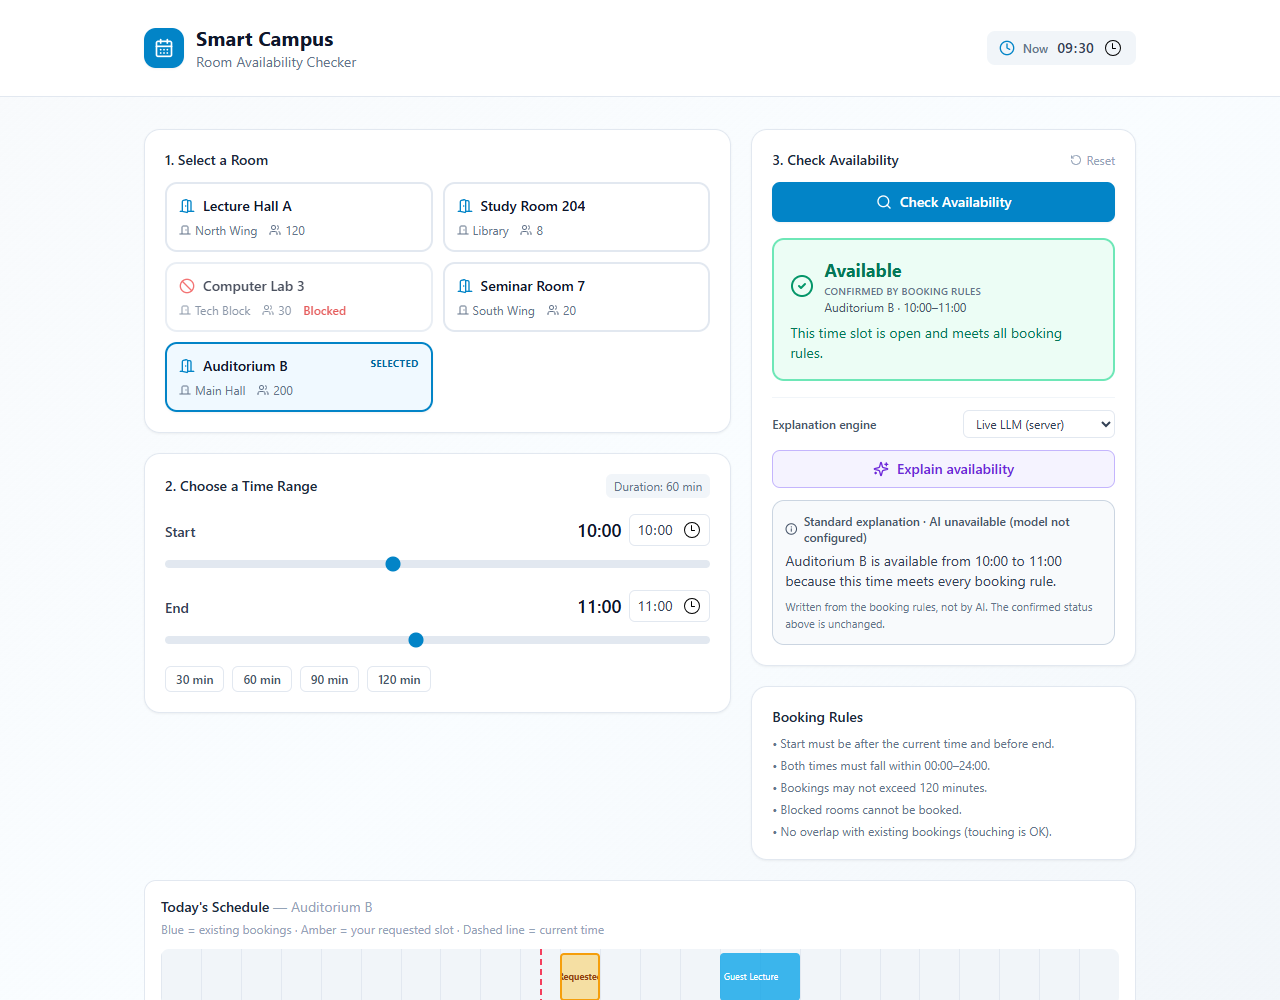 Smart Campus
Room Availability Checker
Now 09:30
1. Select a Room
Lecture Hall A
North Wing 120
Study Room 204
Library 8
Computer Lab 3
Tech Block 30 Blocked
Seminar Room 7
South Wing 20
Auditorium B SELECTED
Main Hall 200
2. Choose a Time Range Duration: 60 min
Start 10:00 10:00
End 11:00 11:00
30 min 60 min 90 min 120 min
3. Check Availability Reset
Check Availability
Available
CONFIRMED BY BOOKING RULES
Auditorium B · 10:00–11:00
This time slot is open and meets all booking
rules.
Explanation engine Live LLM (server)
Explain availability
Standard explanation · AI unavailable (model not
configured)
Auditorium B is available from 10:00 to 11:00
because this time meets every booking rule.
Written from the booking rules, not by AI. The confirmed status
above is unchanged.
Booking Rules
• Start must be after the current time and before end.
• Both times must fall within 00:00–24:00.
• Bookings may not exceed 120 minutes.
• Blocked rooms cannot be booked.
• No overlap with existing bookings (touching is OK).
Today's Schedule — Auditorium B
Blue = existing bookings · Amber = your requested slot · Dashed line = current time
Guest Lecture